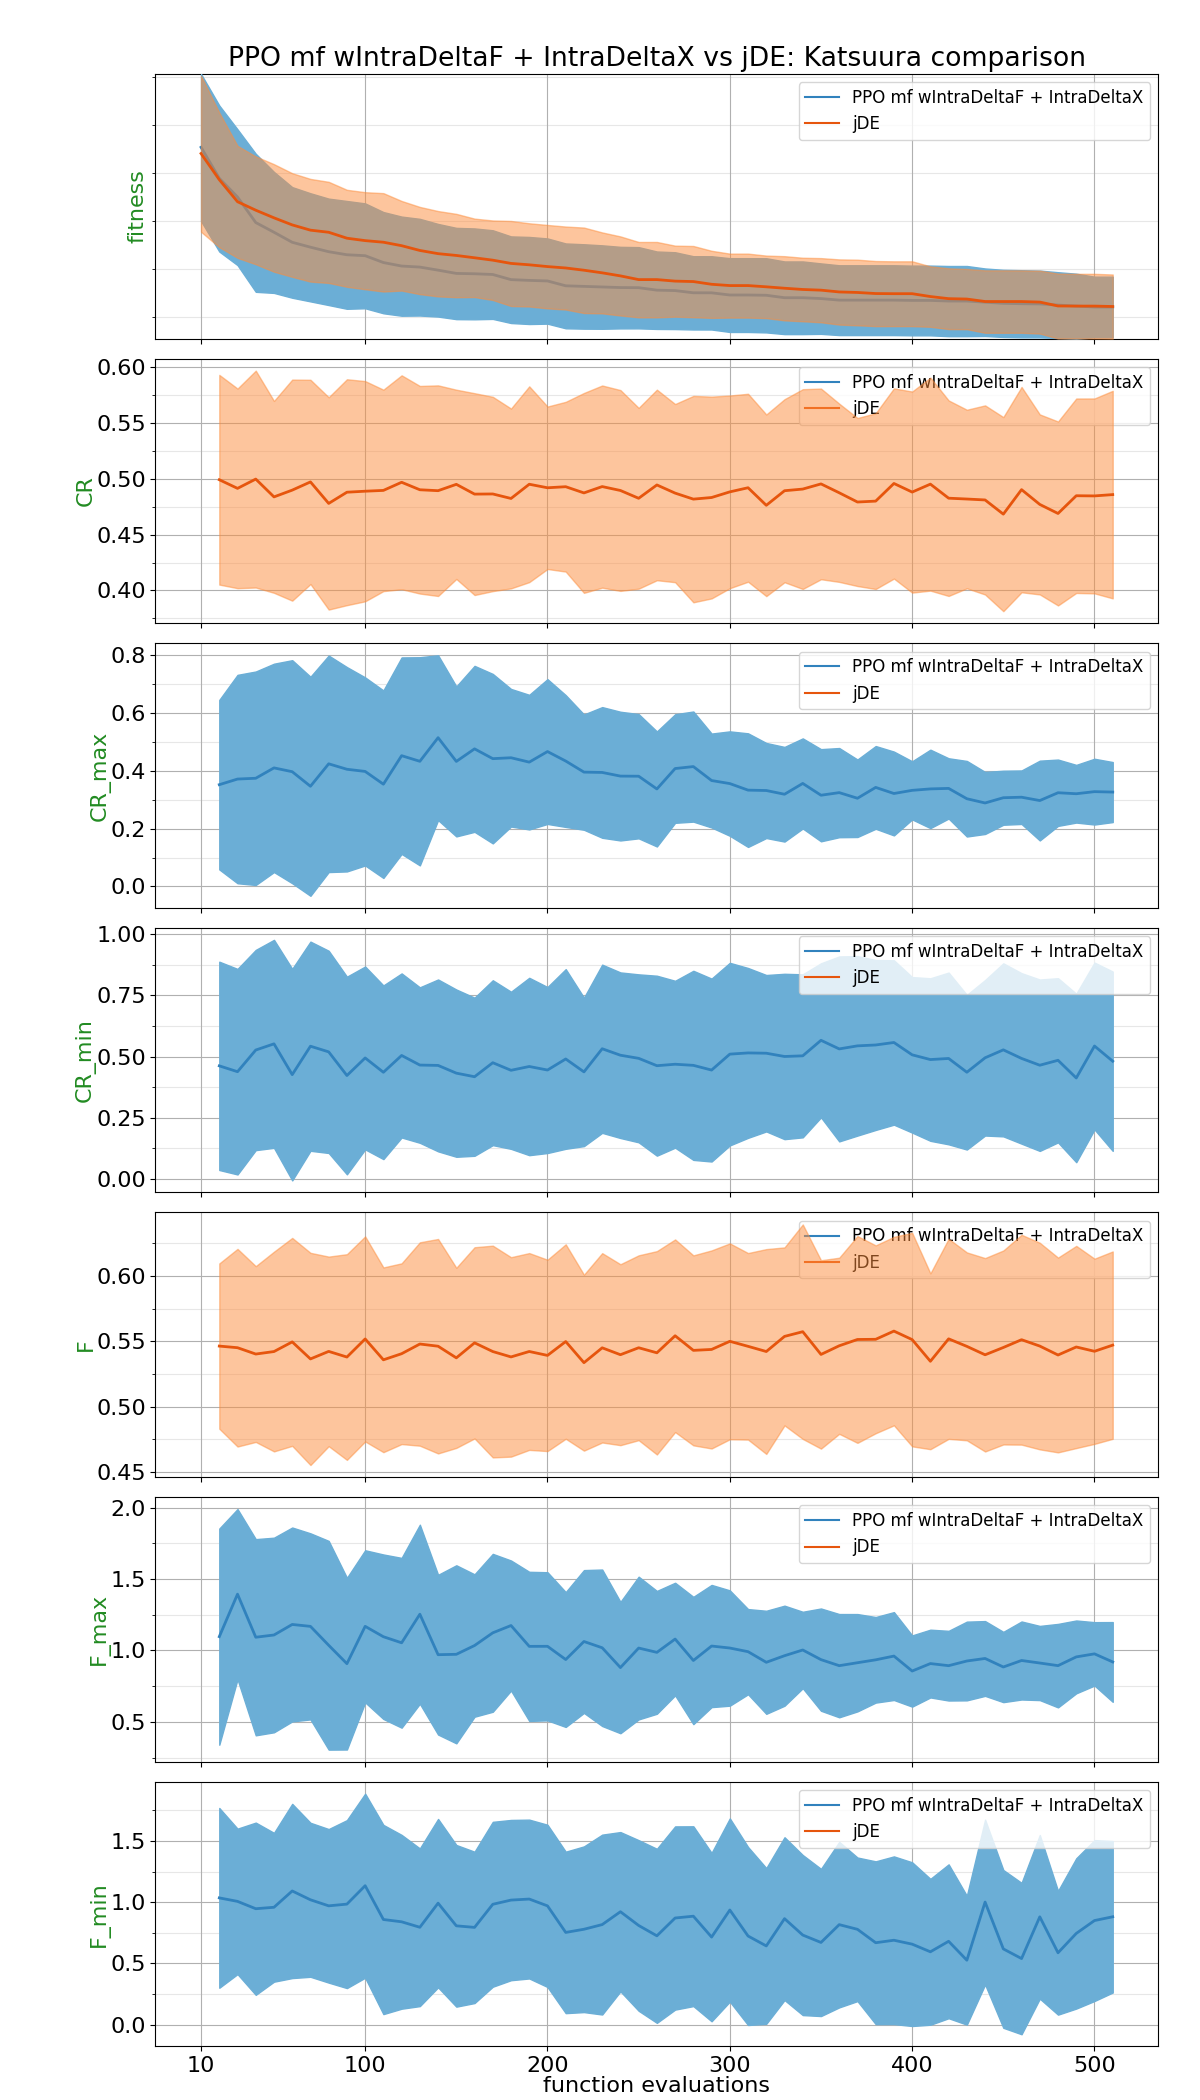 PPO mf wIntraDeltaF + IntraDeltaX vs jDE: Katsuura comparison
fitness
PPO mf wIntraDeltaF + IntraDeltaX
jDE
CR
0.60
0.55
0.50
0.45
0.40
PPO mf wIntraDeltaF + IntraDeltaX
jDE
CR_max
0.8
0.6
0.4
0.2
0.0
PPO mf wIntraDeltaF + IntraDeltaX
jDE
CR_min
1.00
0.75
0.50
0.25
0.00
PPO mf wIntraDeltaF + IntraDeltaX
jDE
F
0.60
0.55
0.50
0.45
PPO mf wIntraDeltaF + IntraDeltaX
jDE
F_max
2.0
1.5
1.0
0.5
PPO mf wIntraDeltaF + IntraDeltaX
jDE
F_min
1.5
1.0
0.5
0.0
PPO mf wIntraDeltaF + IntraDeltaX
jDE
10 100 200 300 400 500
function evaluations